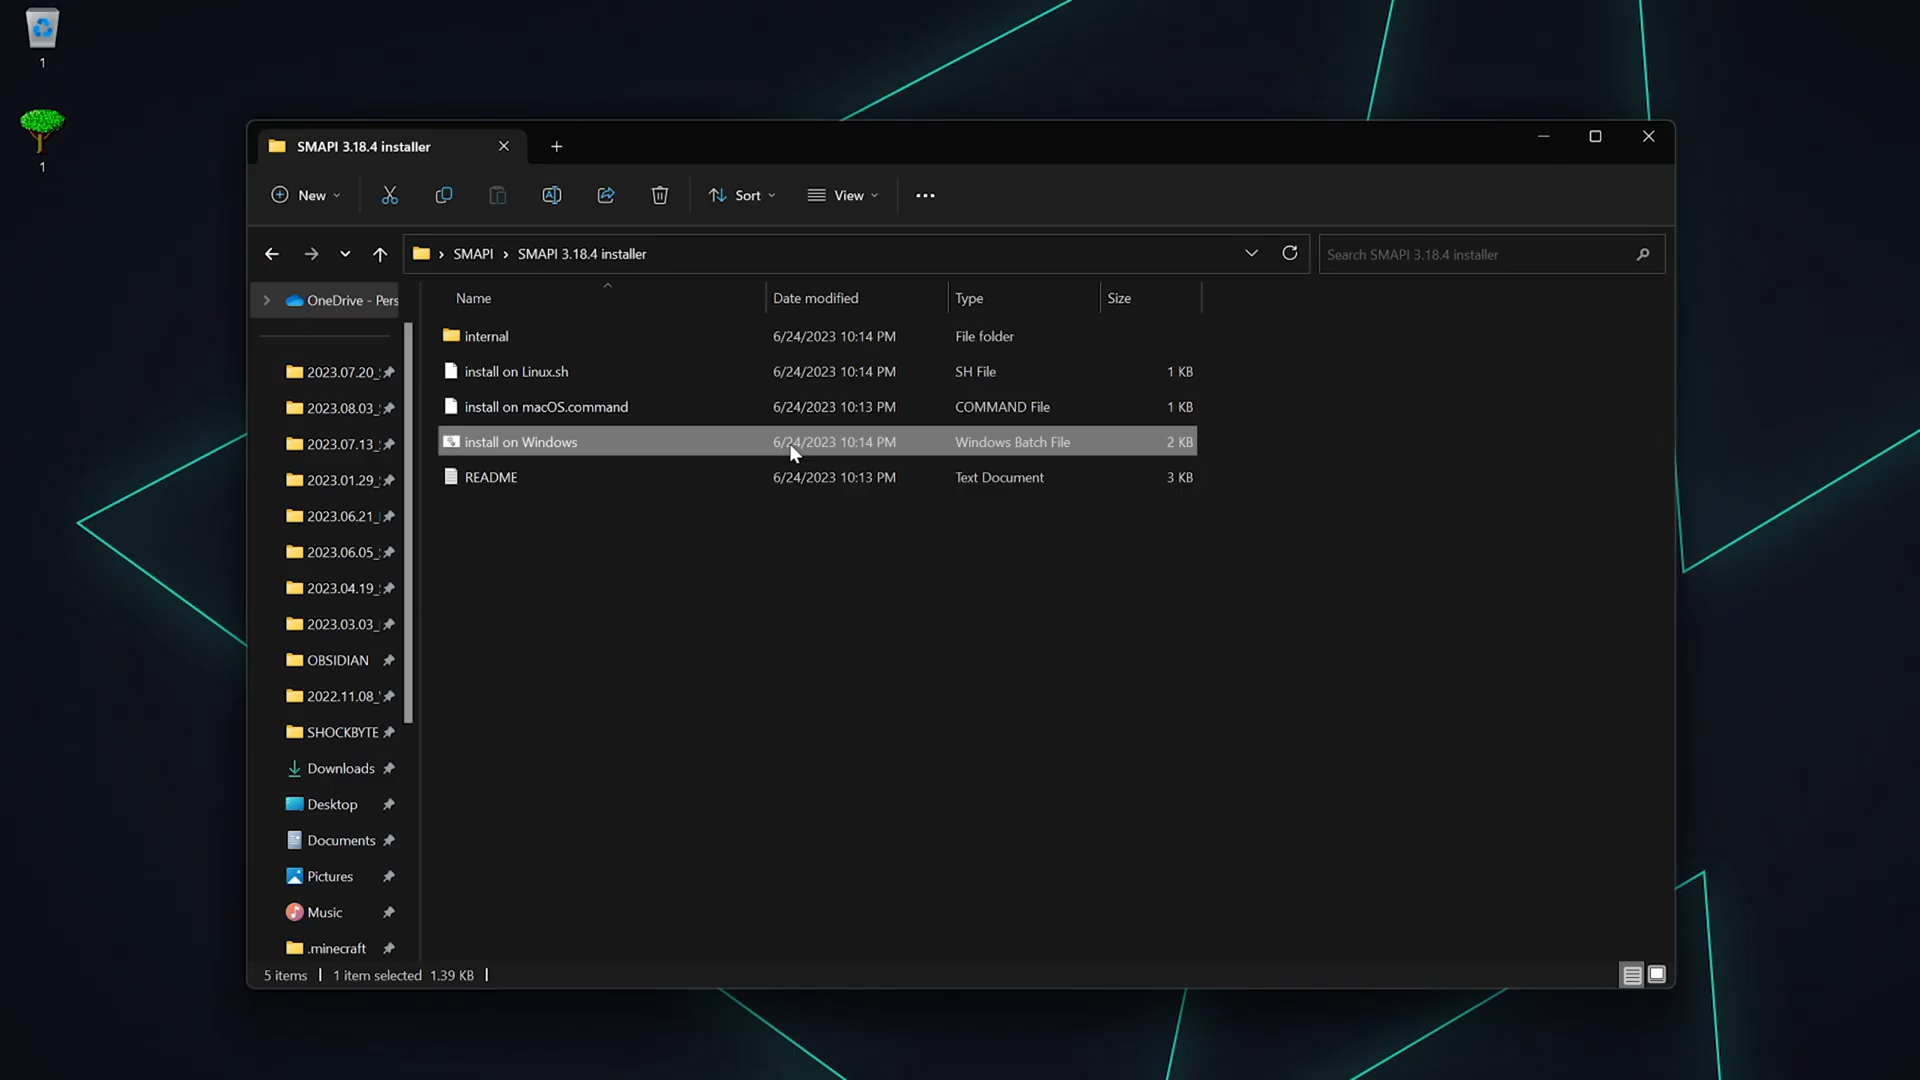 1
1
SMAPI 3.18.4 installer
New
Sort
View
SMAPI > SMAPI 3.18.4 installer
Search SMAPI 3.18.4 installer
OneDrive - Pers
Name Date modified Type Size
internal 6/24/2023 10:14 PM File folder
install on Linux.sh 6/24/2023 10:14 PM SH File 1 KB
install on macOS.command 6/24/2023 10:13 PM COMMAND File 1 KB
install on Windows 6/24/2023 10:14 PM Windows Batch File 2 KB
README 6/24/2023 10:13 PM Text Document 3 KB
2023.07.20_
2023.08.03_
2023.07.13_
2023.01.29_
2023.06.21_
2023.06.05_
2023.04.19_
2023.03.03_
OBSIDIAN
2022.11.08_
SHOCKBYTE
Downloads
Desktop
Documents
Pictures
Music
.minecraft
5 items | 1 item selected 1.39 KB |